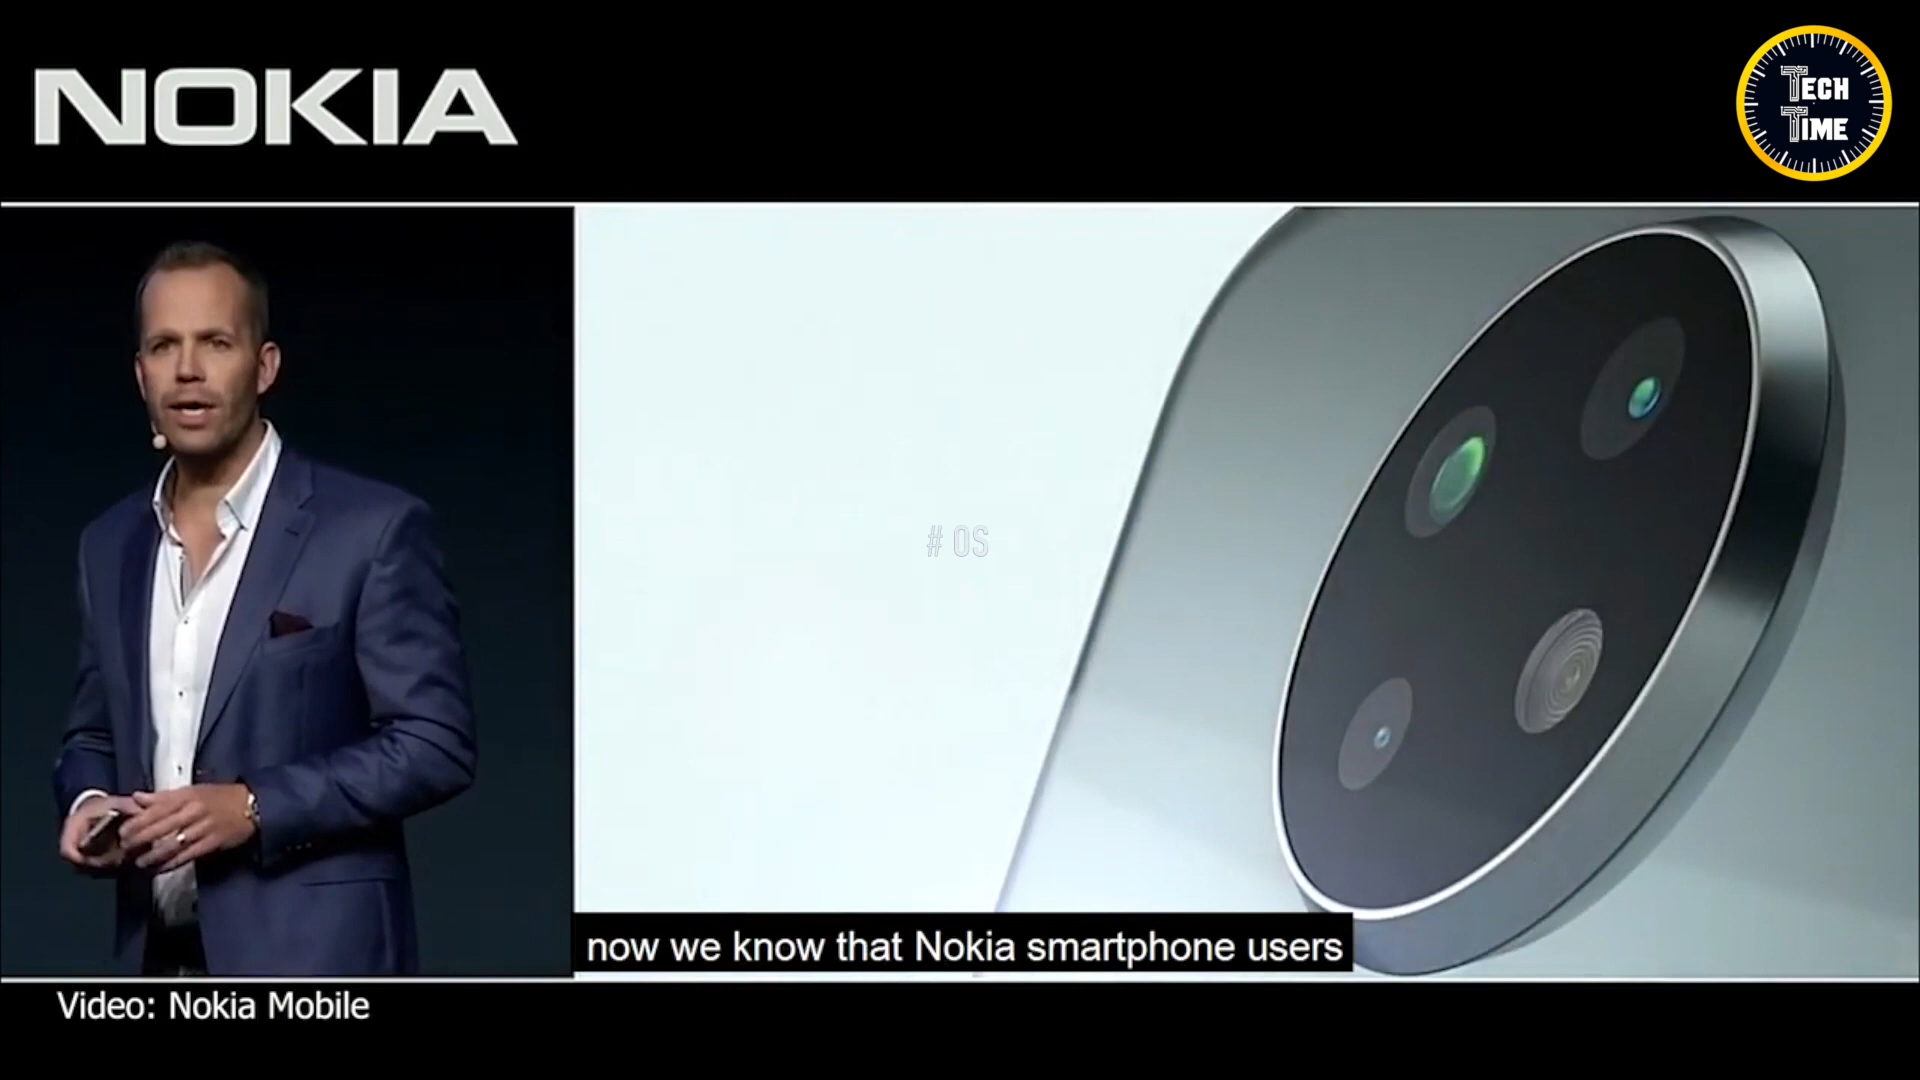 NOKIA
TECH
TIME
# OS
now we know that Nokia smartphone users
Video: Nokia Mobile